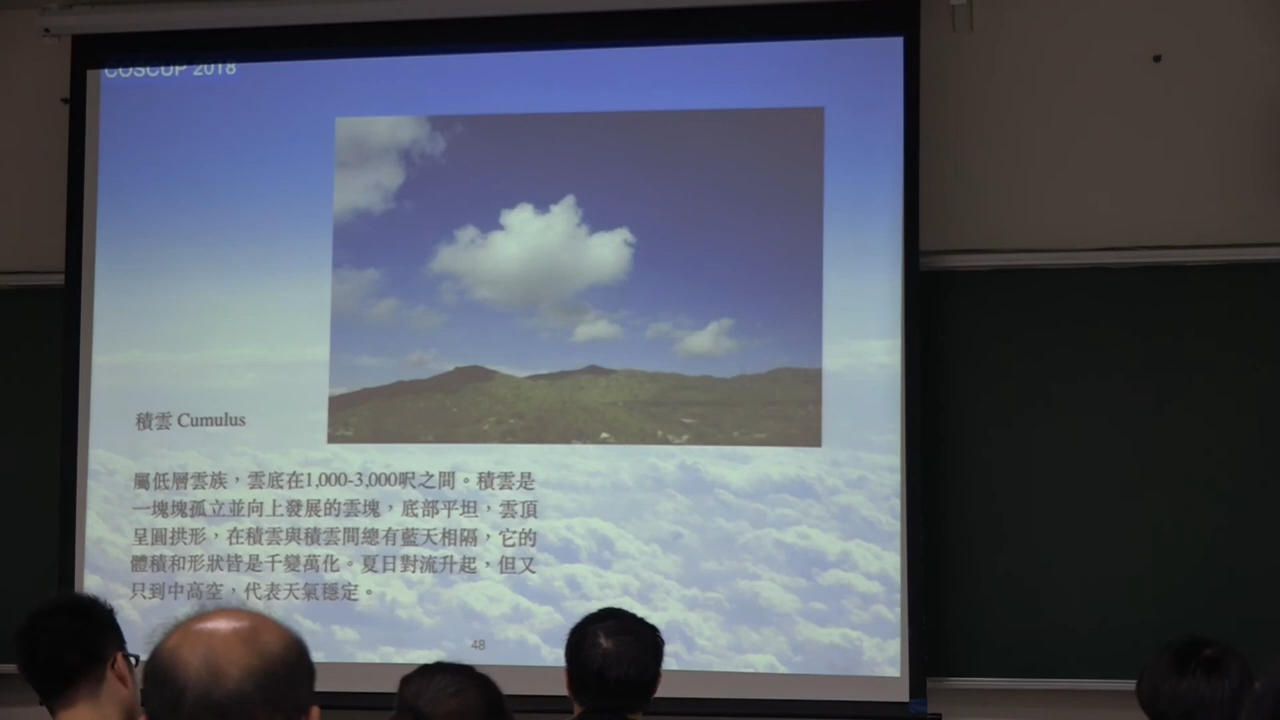 COSCUP 2018
積雲 Cumulus
屬低層雲族，雲底在1,000-3,000呎之間。積雲是
一塊塊孤立並向上發展的雲塊，底部平坦，雲頂
呈圓拱形，在積雲與積雲間總有藍天相隔，它的
體積和形狀皆是千變萬化。夏日對流升起，但又
只到中高空，代表天氣穩定。
48